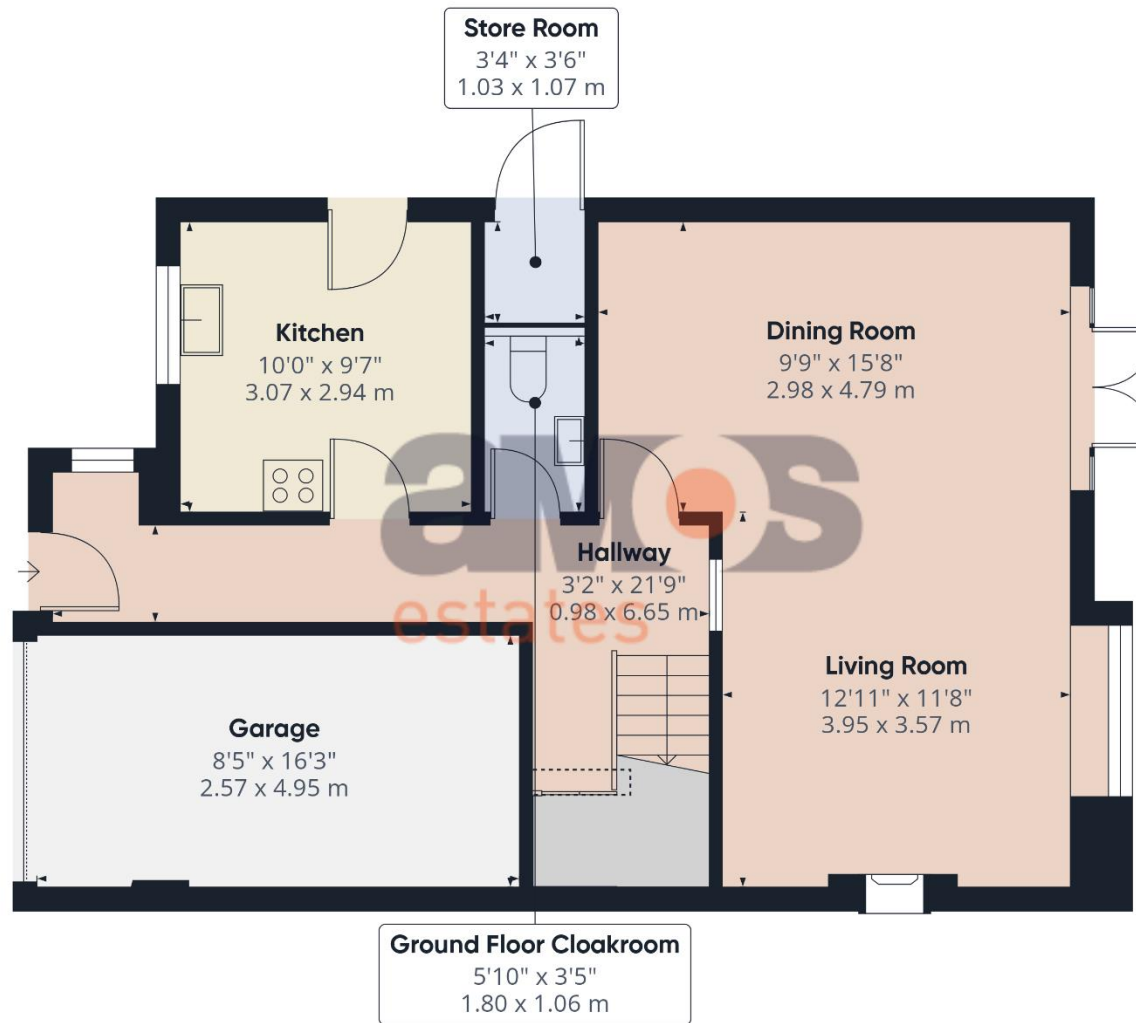 Store Room
3'4" x 3'6"
1.03 x 1.07 m
Kitchen
10'0" x 9'7"
3.07 x 2.94 m
Dining Room
9'9" x 15'8"
2.98 x 4.79 m
amos
estates
Hallway
3'2" x 21'9"
0.98 x 6.65 m
Living Room
12'11" x 11'8"
3.95 x 3.57 m
Garage
8'5" x 16'3"
2.57 x 4.95 m
Ground Floor Cloakroom
5'10" x 3'5"
1.80 x 1.06 m